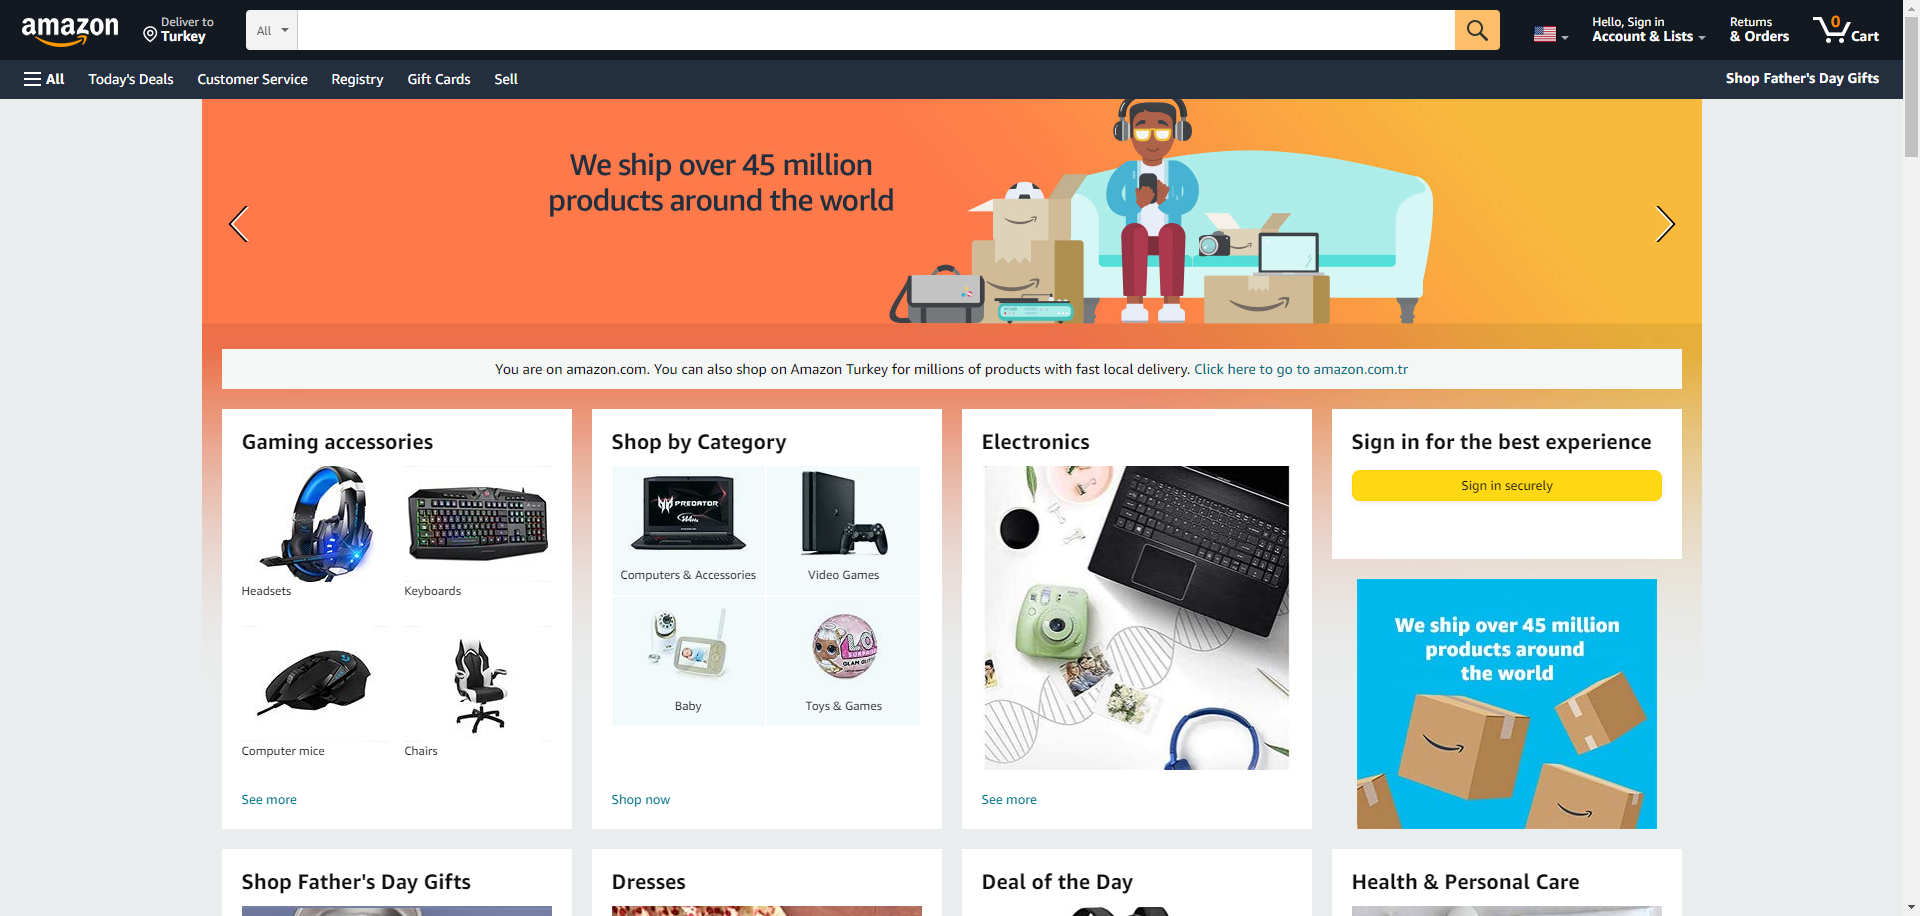 amazon
Deliver to
Turkey
All
Hello, Sign in
Account & Lists
Returns
& Orders
0
Cart
All
Today's Deals
Customer Service
Registry
Gift Cards
Sell
Shop Father's Day Gifts
We ship over 45 million
products around the world
You are on amazon.com. You can also shop on Amazon Turkey for millions of products with fast local delivery. Click here to go to amazon.com.tr
Gaming accessories
Headsets
Keyboards
Computer mice
Chairs
See more
Shop by Category
PREDATOR
Computers & Accessories
Video Games
L.O.L.
SURPRISE
Baby
Toys & Games
Shop now
Electronics
See more
Sign in for the best experience
Sign in securely
We ship over 45 million
products around
the world
Shop Father's Day Gifts
Dresses
Deal of the Day
Health & Personal Care